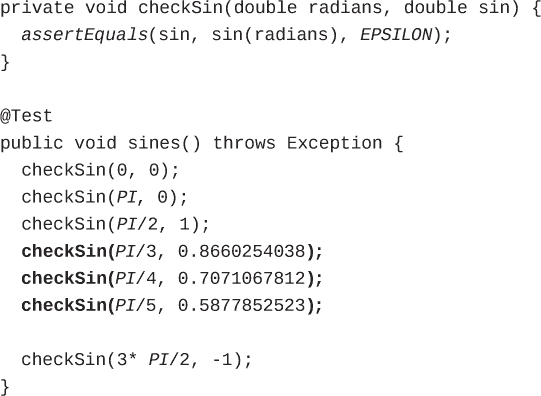 private void checkSin(double radians, double sin) {
  assertEquals(sin, sin(radians), EPSILON);
}

@Test
public void sines() throws Exception {
  checkSin(0, 0);
  checkSin(PI, 0);
  checkSin(PI/2, 1);
  checkSin(PI/3, 0.8660254038);
  checkSin(PI/4, 0.7071067812);
  checkSin(PI/5, 0.5877852523);

  checkSin(3* PI/2, -1);
}